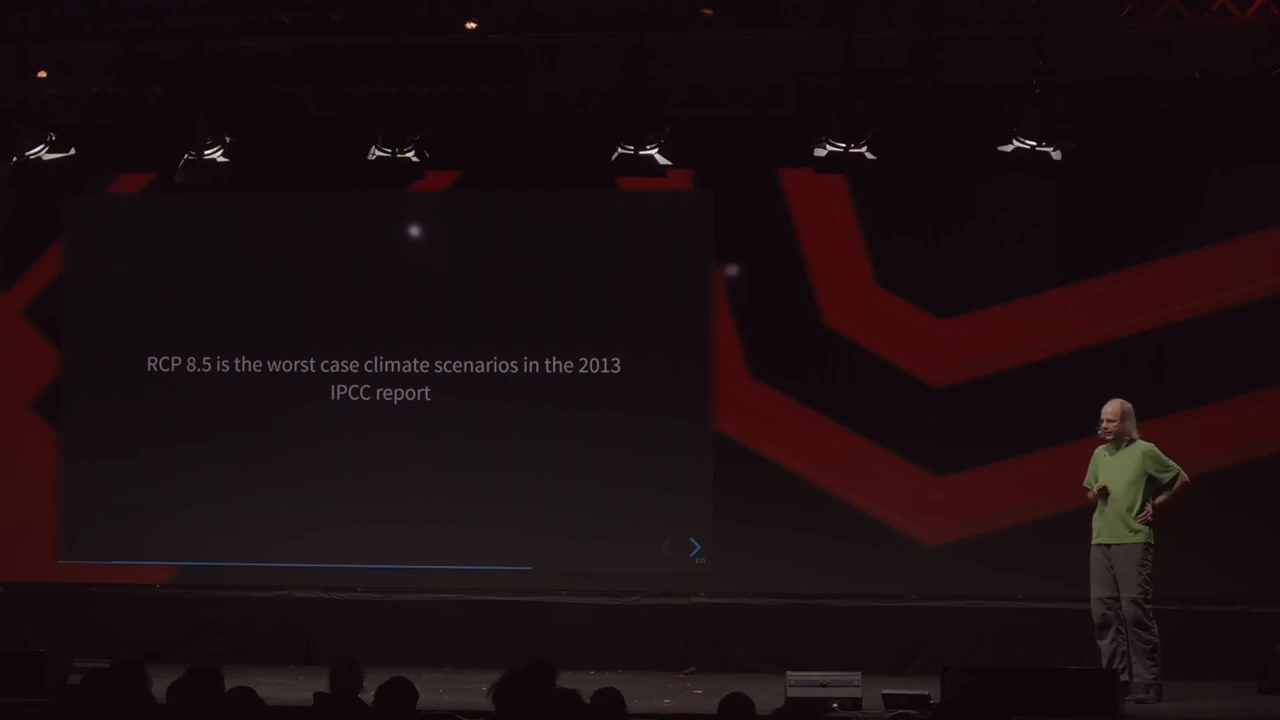 RCP 8.5 is the worst case climate scenarios in the 2013
IPCC report